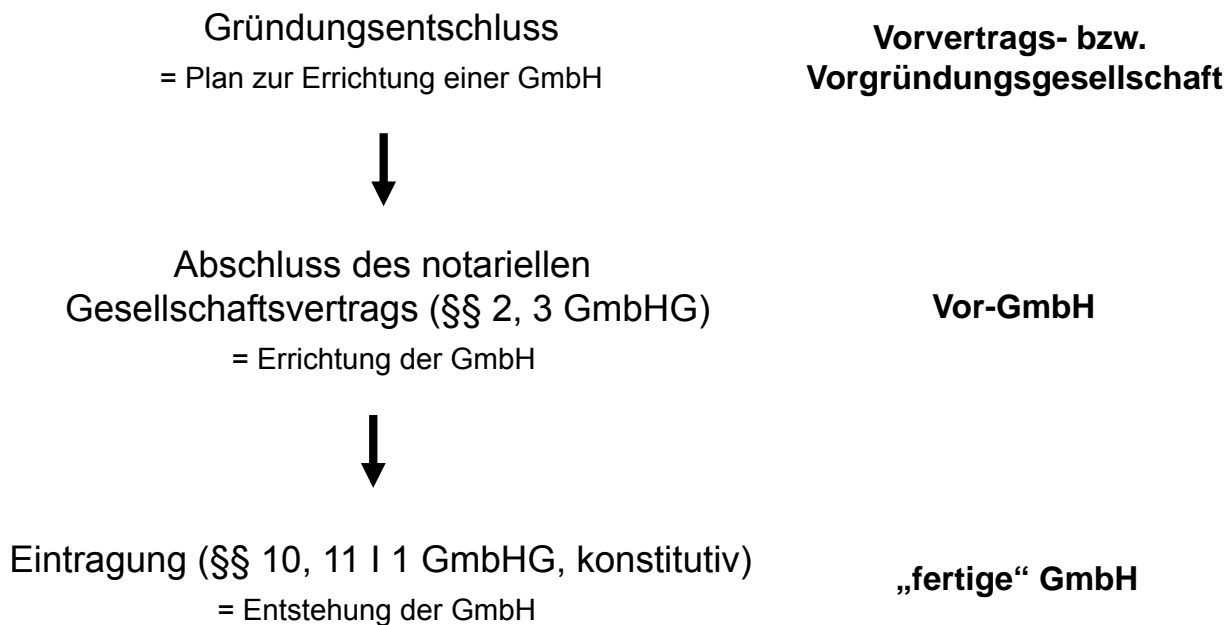 Gründungsentschluss
= Plan zur Errichtung einer GmbH
Vorvertrags- bzw.
Vorgründungsgesellschaft
Abschluss des notariellen
Gesellschaftsvertrags (§§ 2, 3 GmbHG)
= Errichtung der GmbH
Vor-GmbH
Eintragung (§§ 10, 11 I 1 GmbHG, konstitutiv)
= Entstehung der GmbH
„fertige“ GmbH